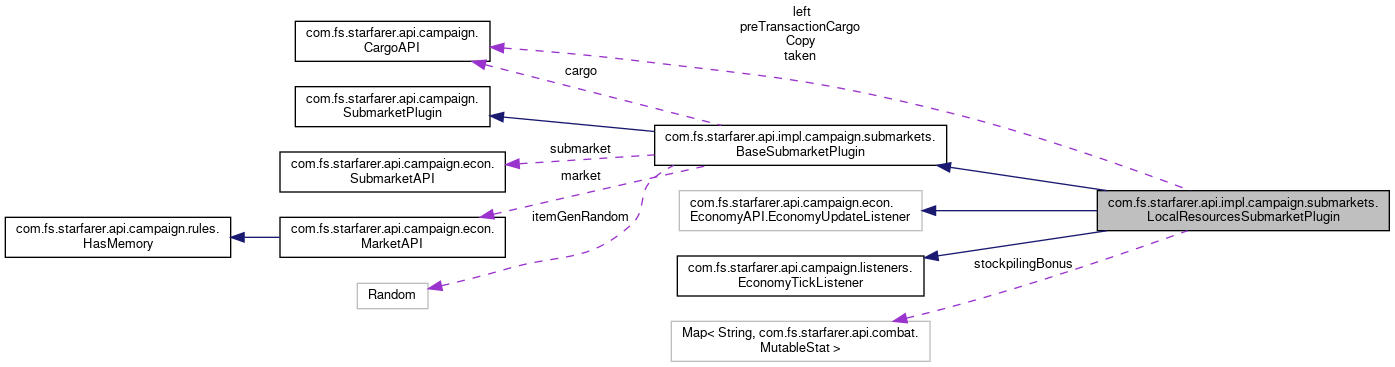 left
preTransactionCargo
Copy
taken
com.fs.starfarer.api.campaign.
CargoAPI
cargo
com.fs.starfarer.api.campaign.
SubmarketPlugin
com.fs.starfarer.api.impl.campaign.submarkets.
BaseSubmarketPlugin
submarket
com.fs.starfarer.api.campaign.econ.
SubmarketAPI
market
com.fs.starfarer.api.campaign.econ.
EconomyAPI.EconomyUpdateListener
com.fs.starfarer.api.impl.campaign.submarkets.
LocalResourcesSubmarketPlugin
itemGenRandom
com.fs.starfarer.api.campaign.rules.
HasMemory
com.fs.starfarer.api.campaign.econ.
MarketAPI
com.fs.starfarer.api.campaign.listeners.
EconomyTickListener
stockpilingBonus
Random
Map< String, com.fs.starfarer.api.combat.
MutableStat >